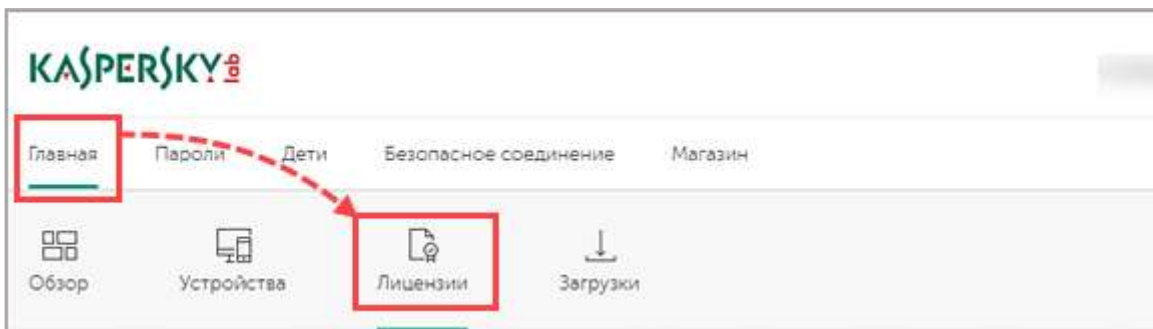 KASPERSKY lab
Главная Пароли Дети Безопасное соединение Магазин
Обзор Устройства Лицензии Загрузки